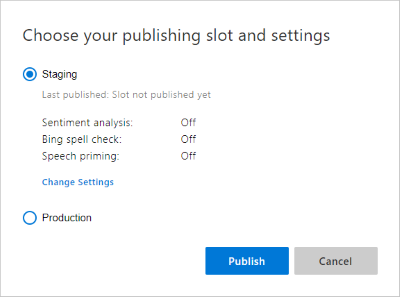 Choose your publishing slot and settings
Staging
Last published: Slot not published yet
Sentiment analysis: Off
Bing spell check: Off
Speech priming: Off
Change Settings
Production
Publish Cancel